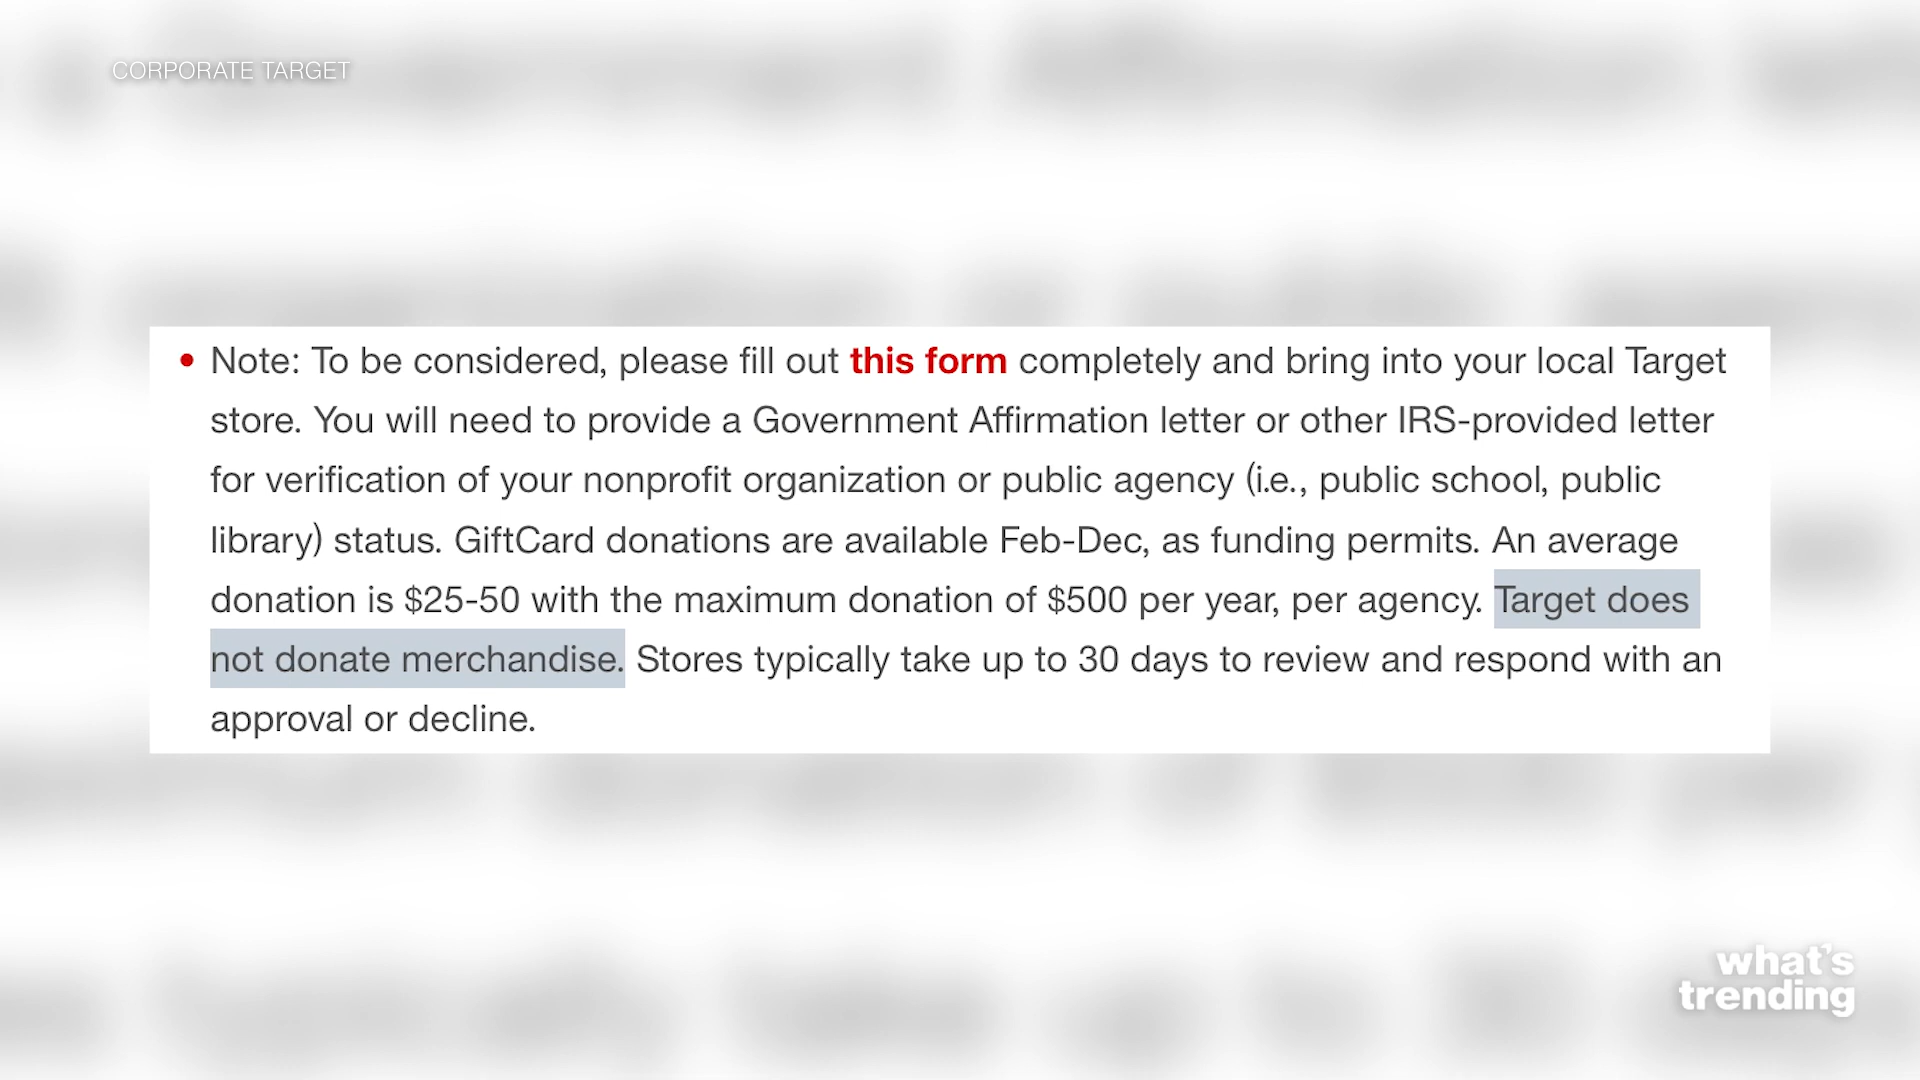 CORPORATE TARGET
• Note: To be considered, please fill out this form completely and bring into your local Target
store. You will need to provide a Government Affirmation letter or other IRS-provided letter
for verification of your nonprofit organization or public agency (i.e., public school, public
library) status. GiftCard donations are available Feb-Dec, as funding permits. An average
donation is $25-50 with the maximum donation of $500 per year, per agency. Target does
not donate merchandise. Stores typically take up to 30 days to review and respond with an
approval or decline.
what's
trending